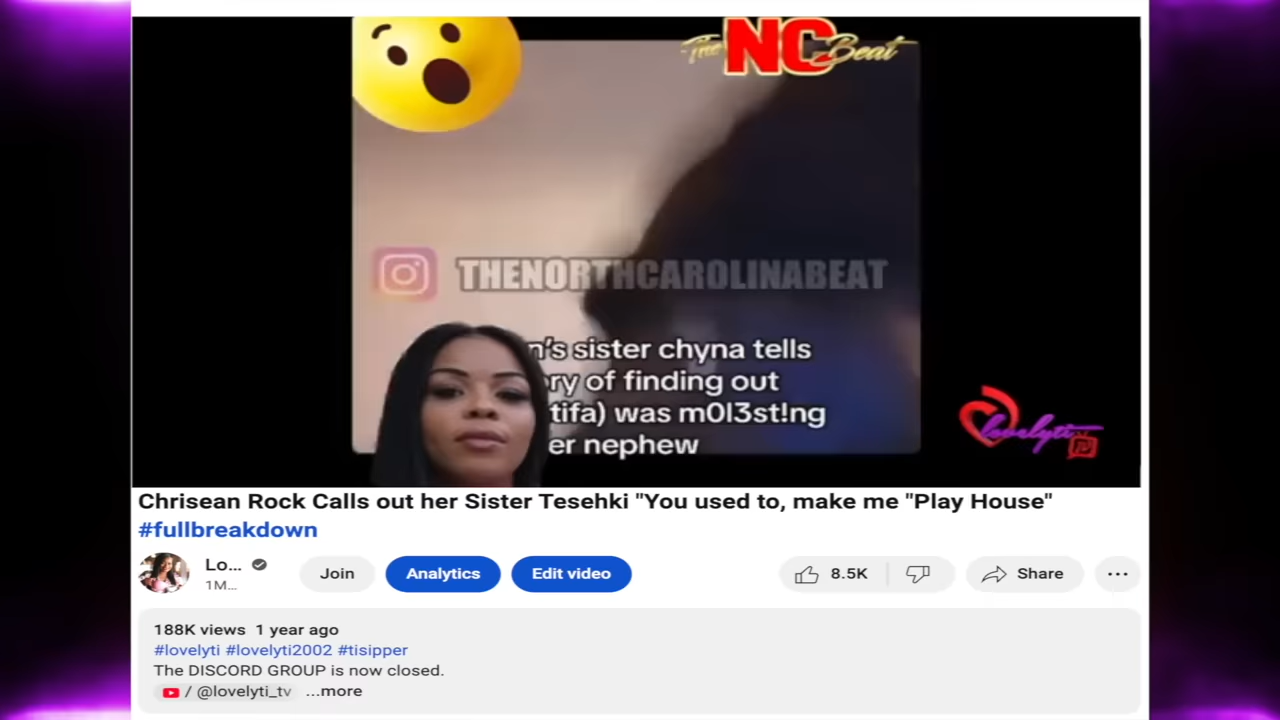 The NC Beat
THENORTHCAROLINABEAT
n's sister chyna tells
ry of finding out
tifa) was m0l3st!ng
er nephew
lovelyti TV
Chrisean Rock Calls out her Sister Tesehki "You used to, make me "Play House"
#fullbreakdown
Lo...
1M...
Join
Analytics
Edit video
8.5K
Share
188K views 1 year ago
#lovelyti #lovelyti2002 #tisipper
The DISCORD GROUP is now closed.
/ @lovelyti_tv ...more